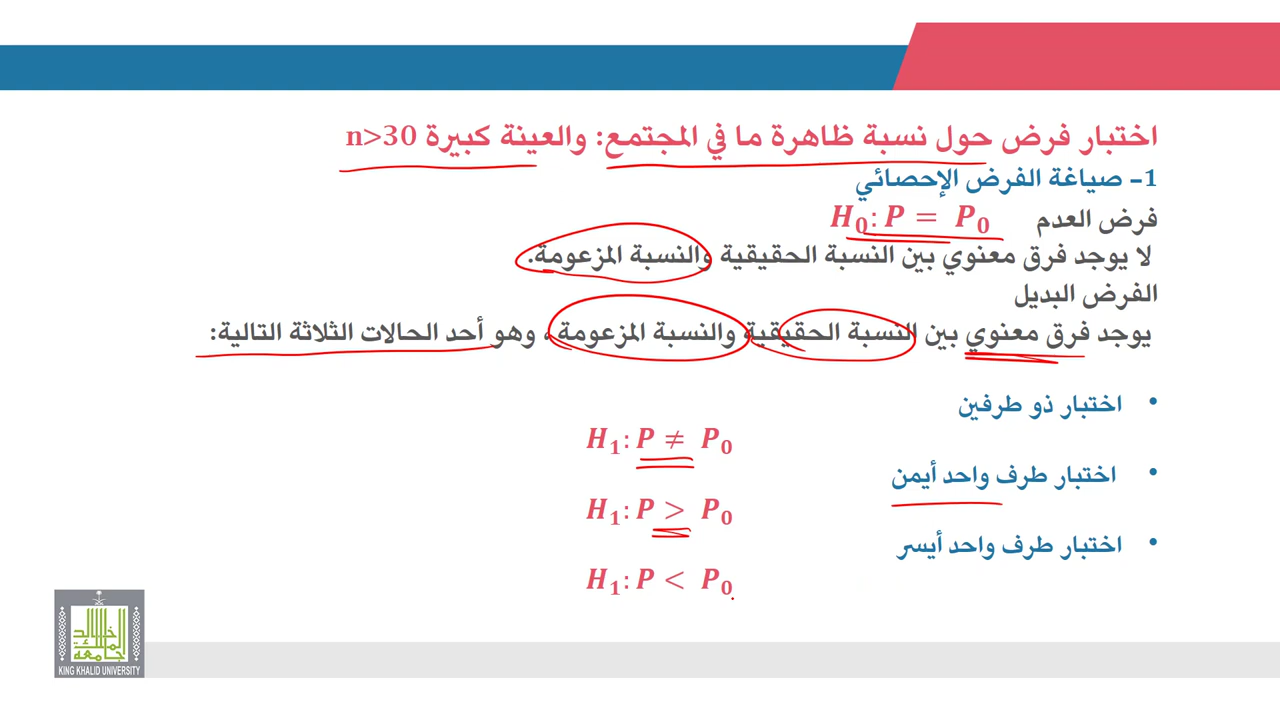 اختبار فرض حول نسبة ظاهرة ما في المجتمع: والعينة كبيرة n>30
1- صياغة الفرض الإحصائي
فرض العدم H₀: P = P₀
لا يوجد فرق معنوي بين النسبة الحقيقية والنسبة المزعومة.
الفرض البديل
يوجد فرق معنوي بين النسبة الحقيقية والنسبة المزعومة ، وهو أحد الحالات الثلاثة التالية:
• اختبار ذو طرفين
H₁: P ≠ P₀
• اختبار طرف واحد أيمن
H₁: P > P₀
• اختبار طرف واحد أيسر
H₁: P < P₀
جامعة الملك خالد
KING KHALID UNIVERSITY